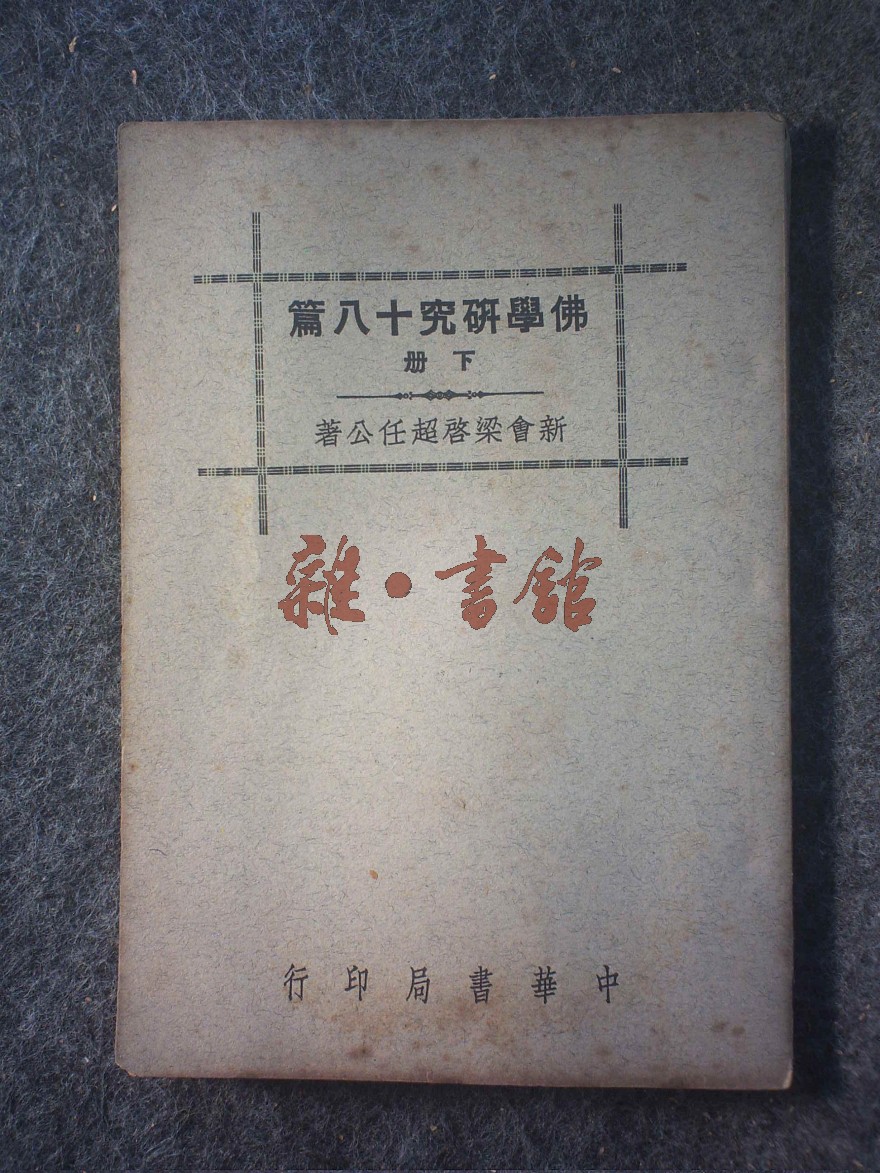 佛學研究十八篇
下册
新會梁啓超任公著
雜·書館
中華書局印行